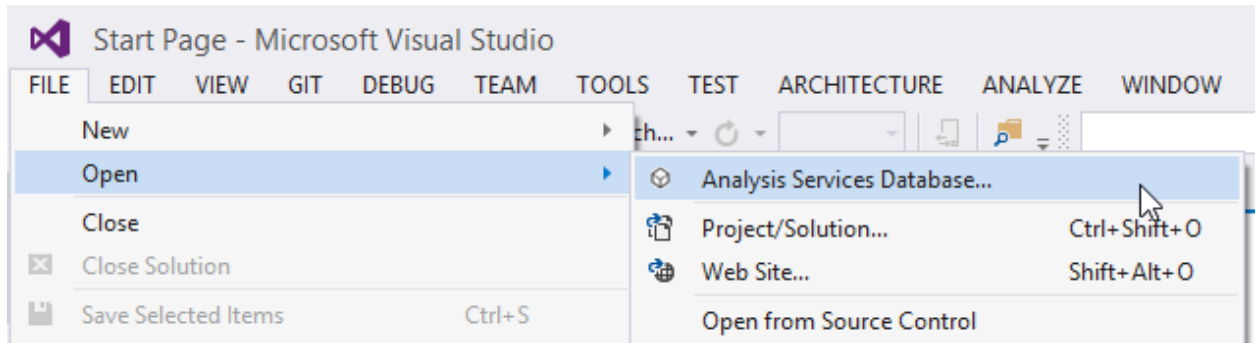 Start Page - Microsoft Visual Studio
FILE EDIT VIEW GIT DEBUG TEAM TOOLS TEST ARCHITECTURE ANALYZE WINDOW
New ch...
Open
Analysis Services Database...
Close
Project/Solution... Ctrl+Shift+O
Close Solution
Web Site... Shift+Alt+O
Save Selected Items Ctrl+S
Open from Source Control